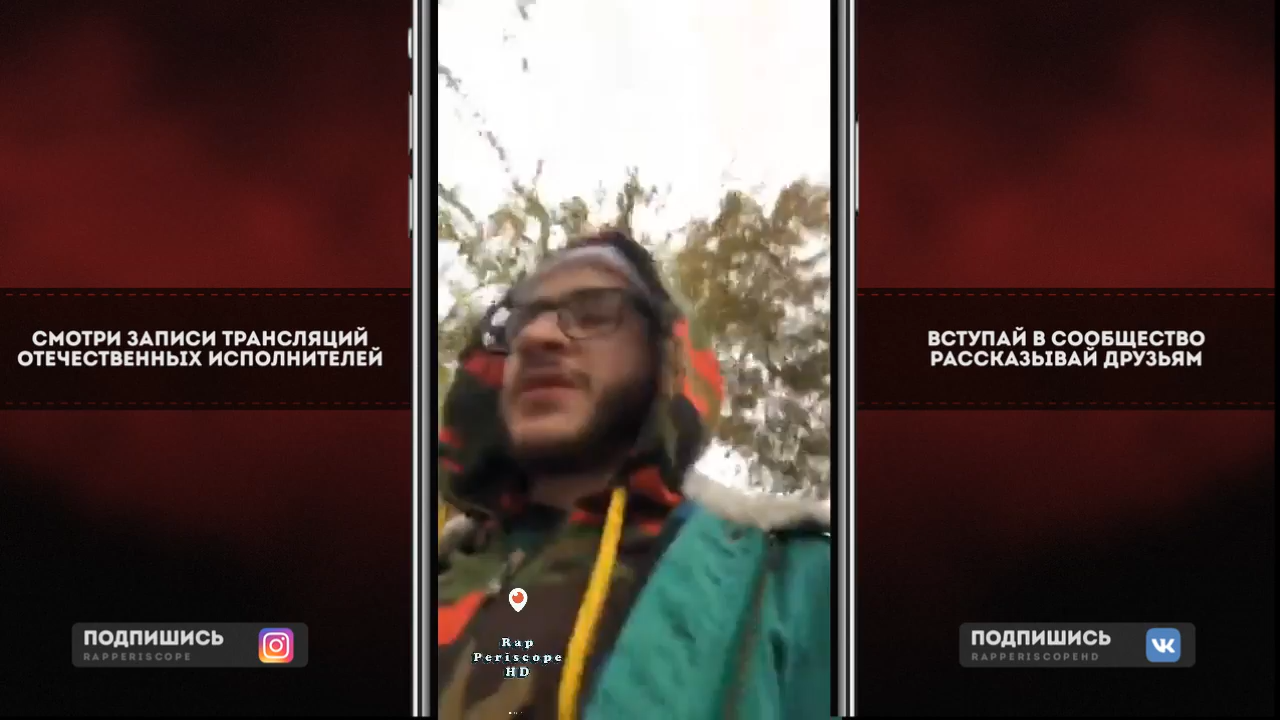 СМОТРИ ЗАПИСИ ТРАНСЛЯЦИЙ
ОТЕЧЕСТВЕННЫХ ИСПОЛНИТЕЛЕЙ
ВСТУПАЙ В СООБЩЕСТВО
РАССКАЗЫВАЙ ДРУЗЬЯМ
ПОДПИШИСЬ
RAPPERISCOPE
Rap
Periscope
HD
ПОДПИШИСЬ
RAPPERISCOPEHD